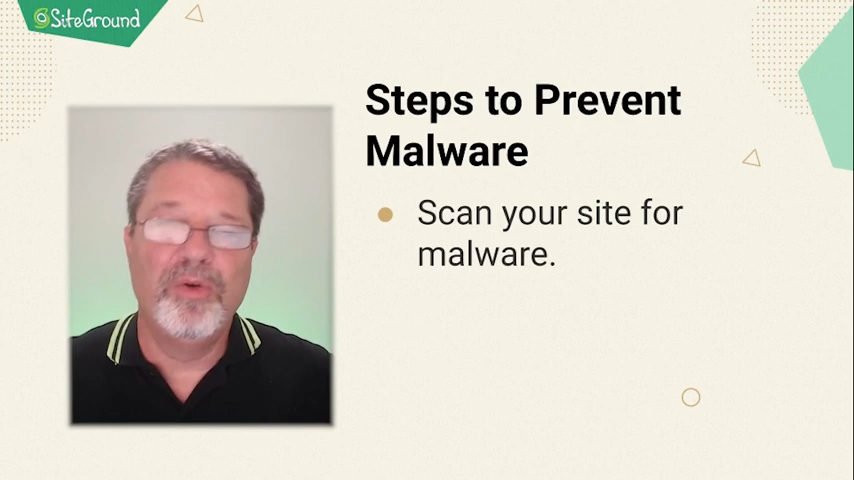 SiteGround
Steps to Prevent
Malware
Scan your site for
malware.